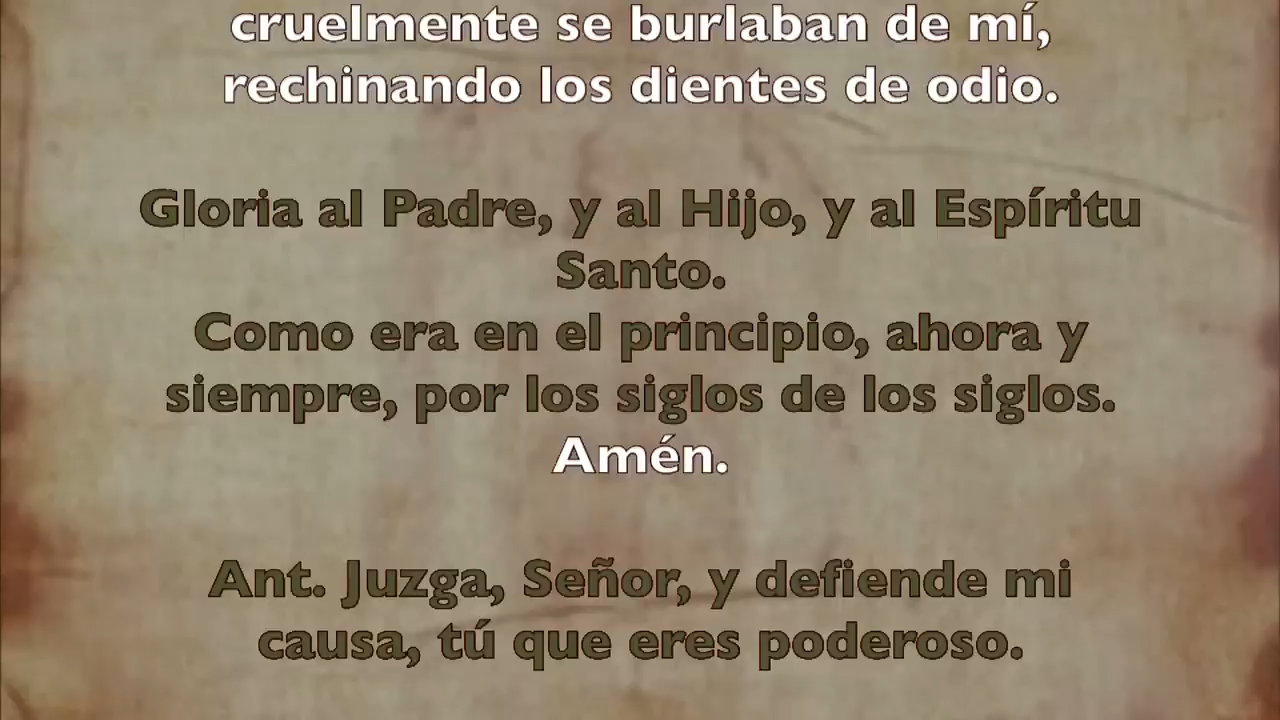 cruelmente se burlaban de mí,
rechinando los dientes de odio.
Gloria al Padre, y al Hijo, y al Espíritu
Santo.
Como era en el principio, ahora y
siempre, por los siglos de los siglos.
Amén.
Ant. Juzga, Señor, y defiende mi
causa, tú que eres poderoso.